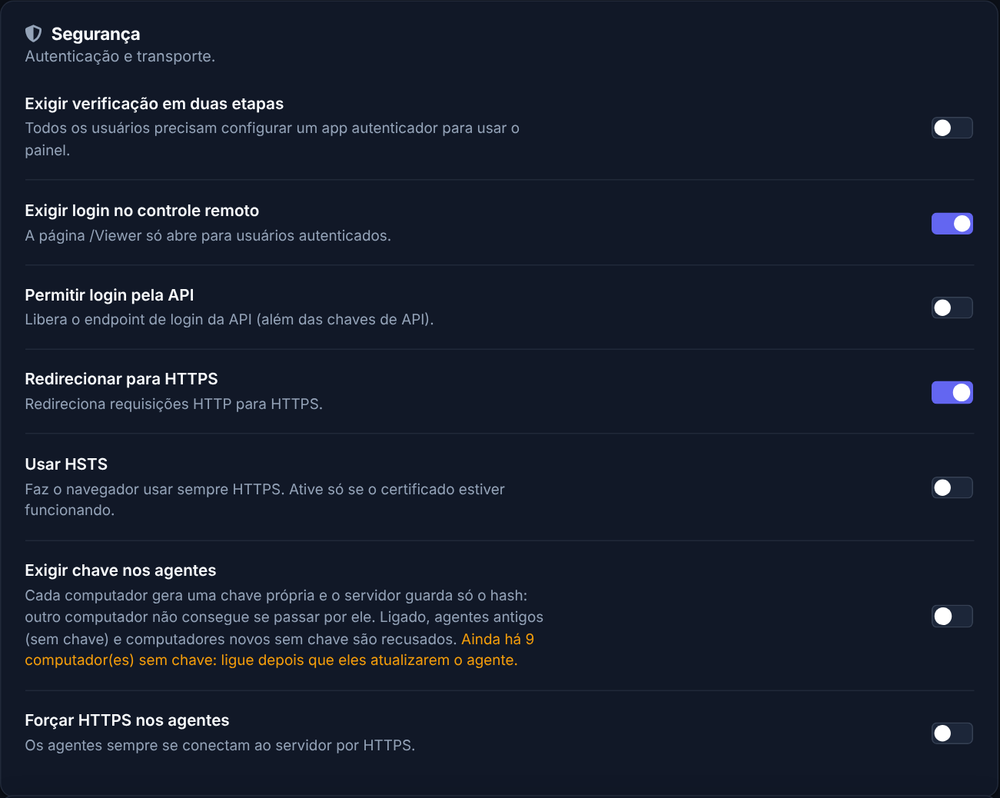 Segurança
Autenticação e transporte.
Exigir verificação em duas etapas
Todos os usuários precisam configurar um app autenticador para usar o
painel.
Exigir login no controle remoto
A página /Viewer só abre para usuários autenticados.
Permitir login pela API
Libera o endpoint de login da API (além das chaves de API).
Redirecionar para HTTPS
Redireciona requisições HTTP para HTTPS.
Usar HSTS
Faz o navegador usar sempre HTTPS. Ative só se o certificado estiver
funcionando.
Exigir chave nos agentes
Cada computador gera uma chave própria e o servidor guarda só o hash:
outro computador não consegue se passar por ele. Ligado, agentes antigos
(sem chave) e computadores novos sem chave são recusados. Ainda há 9
computador(es) sem chave: ligue depois que eles atualizarem o agente.
Forçar HTTPS nos agentes
Os agentes sempre se conectam ao servidor por HTTPS.